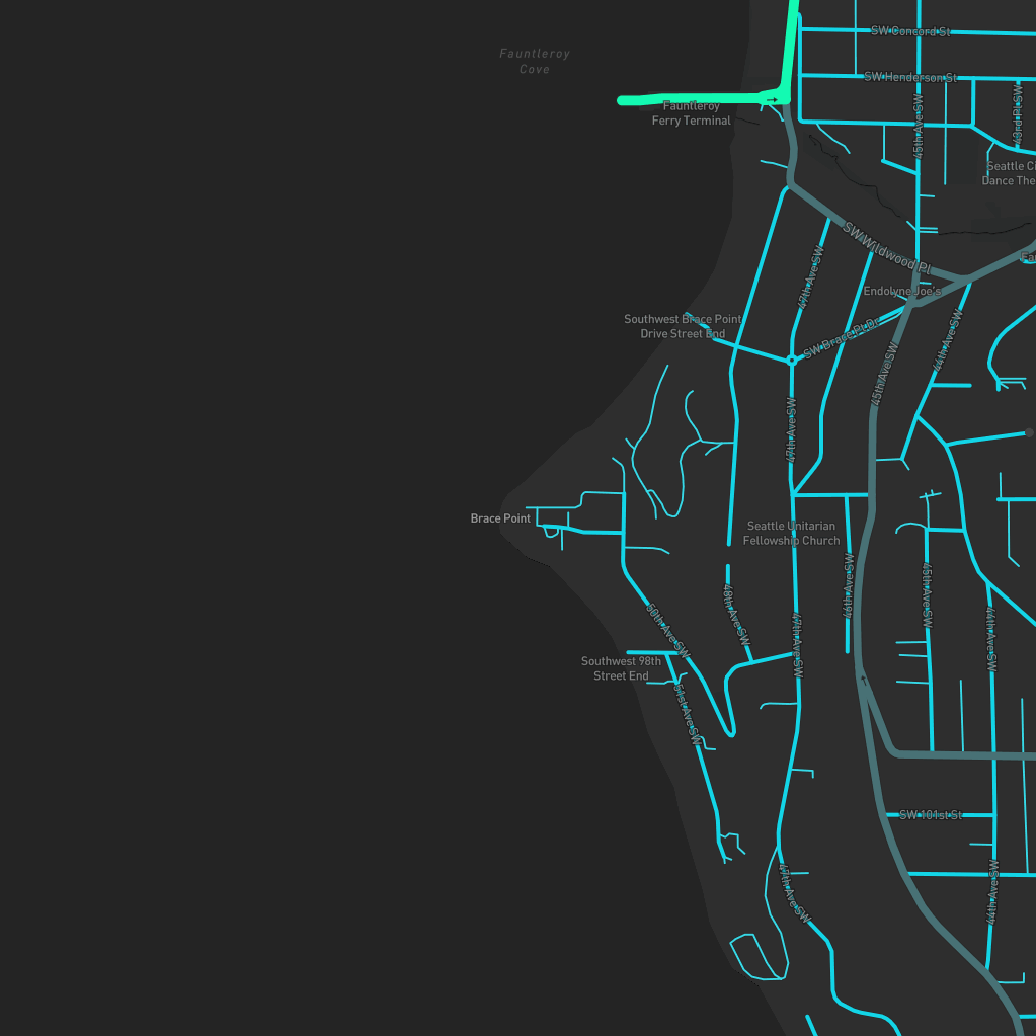 SW Concord St
Fauntleroy
Cove
SW Henderson St
Fauntleroy
Ferry Terminal
45th Ave SW
Seattle Ci
Dance The
SW Wildwood Pl
47th Ave SW
Endolyne Joe's
Southwest Brace Point
Drive Street End
SW Brace Pt Dr
44th Ave SW
45th Ave SW
47th Ave SW
Brace Point
Seattle Unitarian
Fellowship Church
46th Ave SW
45th Ave SW
48th Ave SW
50th Ave SW
47th Ave SW
44th Ave SW
Southwest 98th
Street End
51st Ave SW
SW 101st St
47th Ave SW
44th Ave SW